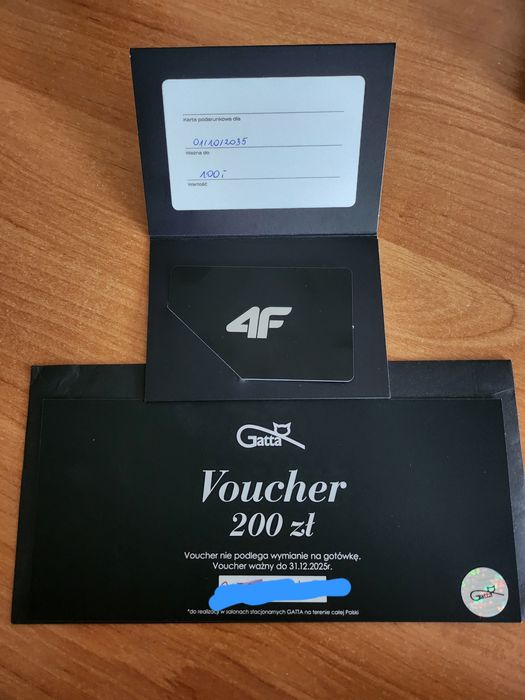 Karta podarunkowa dla
01/10/2035
Ważna do
100,-
Wartość
4F
Gatta
Voucher
200 zł
Voucher nie podlega wymianie na gotówkę.
Voucher ważny do 31.12.2025r.
*do realizacji w salonach stacjonarnych GATTA na terenie całej Polski
Gatta